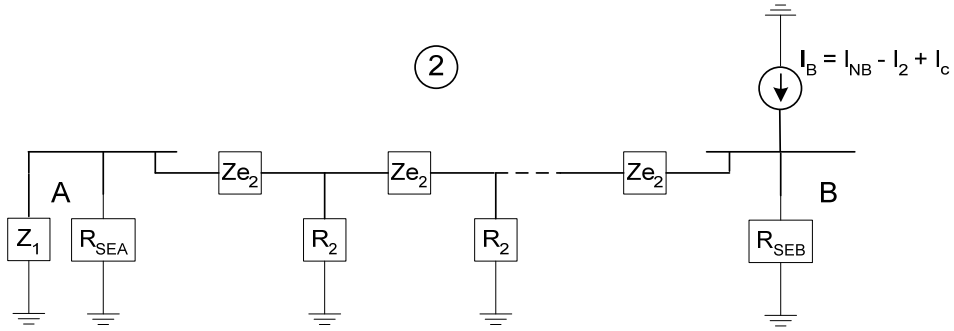 2
I_B = I_NB - I_2 + I_c
Ze_2 Ze_2 Ze_2
A B
Z_1 R_SEA R_2 R_2 R_SEB